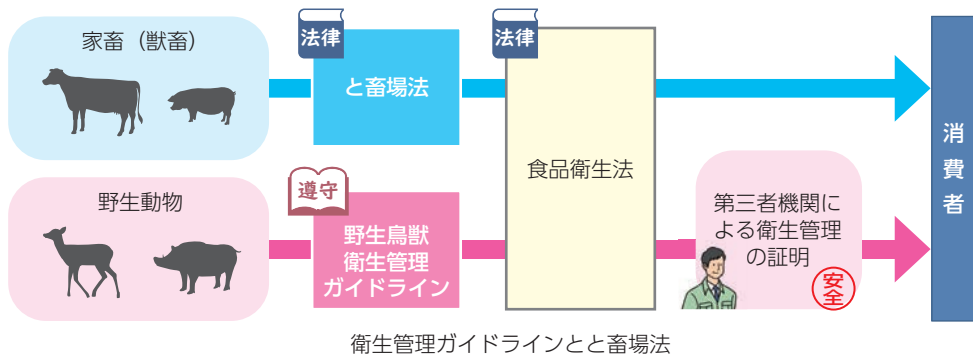 家畜（獣畜）
法律
と畜場法
法律
食品衛生法
野生動物
遵守
野生鳥獣
衛生管理
ガイドライン
第三者機関に
よる衛生管理
の証明
安全
消費者
衛生管理ガイドラインとと畜場法